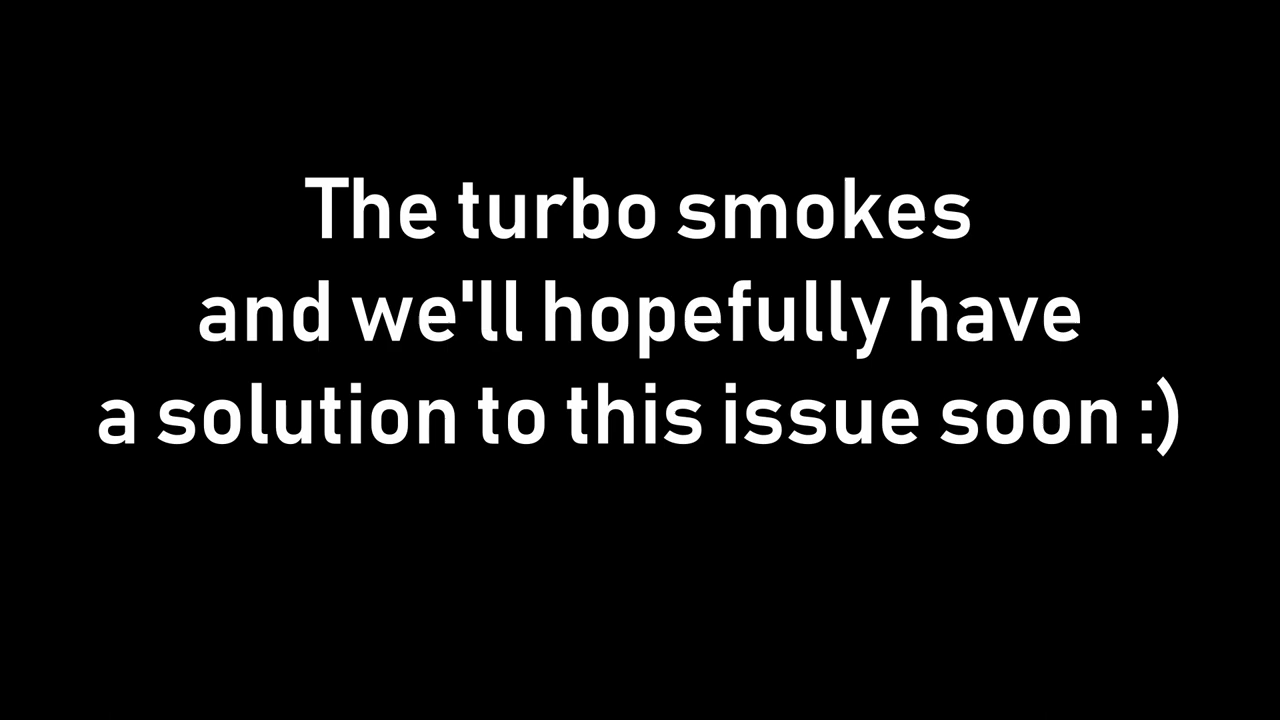 The turbo smokes
and we'll hopefully have
a solution to this issue soon :)